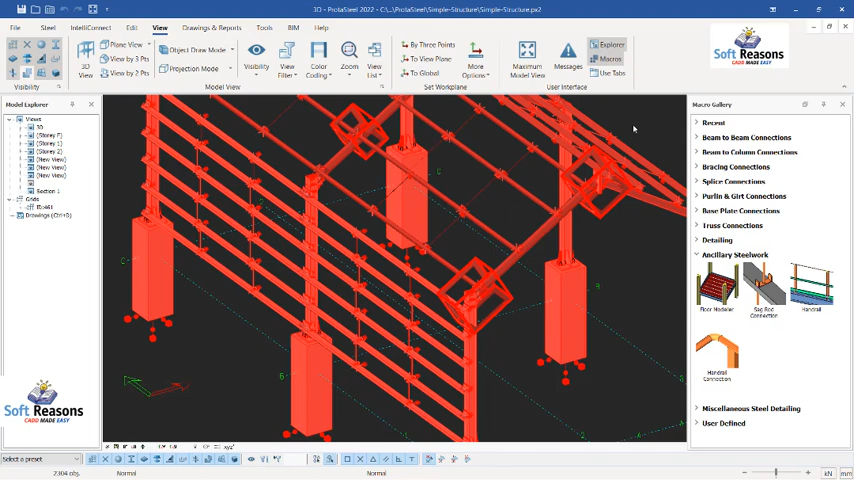 3D - ProtaSteel 2022 - C:\...\ProtaSteel\Simple-Structure\Simple-Structure.px2
File
Steel
IntelliConnect
Edit
View
Drawings & Reports
Tools
BIM
Help
Plane View
View by 3 Pts
View by 2 Pts
Visibility
3D View
Object Draw Mode
Projection Mode
Visibility
View Filter
Color Coding
Zoom
View List
Model View
By Three Points
To View Plane
To Global
More Options
Set Workplane
Maximum Model View
Messages
Explorer
Macros
Use Tabs
User Interface
Soft Reasons
CADD MADE EASY
Model Explorer
Views
3D
(Storey F)
(Storey 1)
(Storey 2)
(New View)
(New View)
(New View)
Section 1
Grids
ID:461
Drawings (Ctrl+D)
Macro Gallery
Recent
Beam to Beam Connections
Beam to Column Connections
Bracing Connections
Splice Connections
Purlin & Girt Connections
Base Plate Connections
Truss Connections
Detailing
Ancillary Steelwork
Floor Modeler
Sag Rod Connection
Handrail
Handrail Connection
Miscellaneous Steel Detailing
User Defined
Soft Reasons
CADD MADE EASY
Select a preset
2304 obj.
Normal
Normal
kN
mm